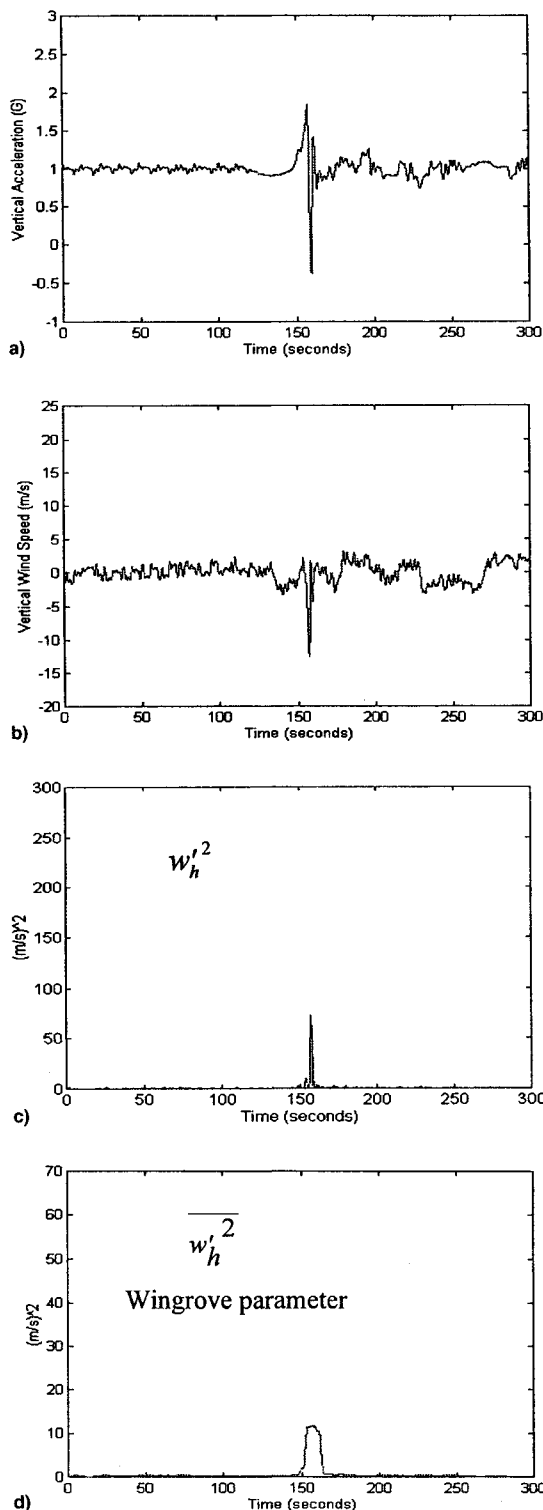 3
2.5
2
1.5
1
0.5
0
-0.5
-1
Vertical Acceleration (G)
0 50 100 150 200 250 300
Time (seconds)
a)
25
20
15
10
5
0
-5
-10
-15
-20
Vertical Wind Speed (m/s)
0 50 100 150 200 250 300
Time (seconds)
b)
300
250
200
150
100
50
0
(m/s)^2
w'_h^2
0 50 100 150 200 250 300
Time (seconds)
c)
70
60
50
40
30
20
10
0
(m/s)^2
w'_h^2
Wingrove parameter
0 50 100 150 200 250 300
Time (seconds)
d)